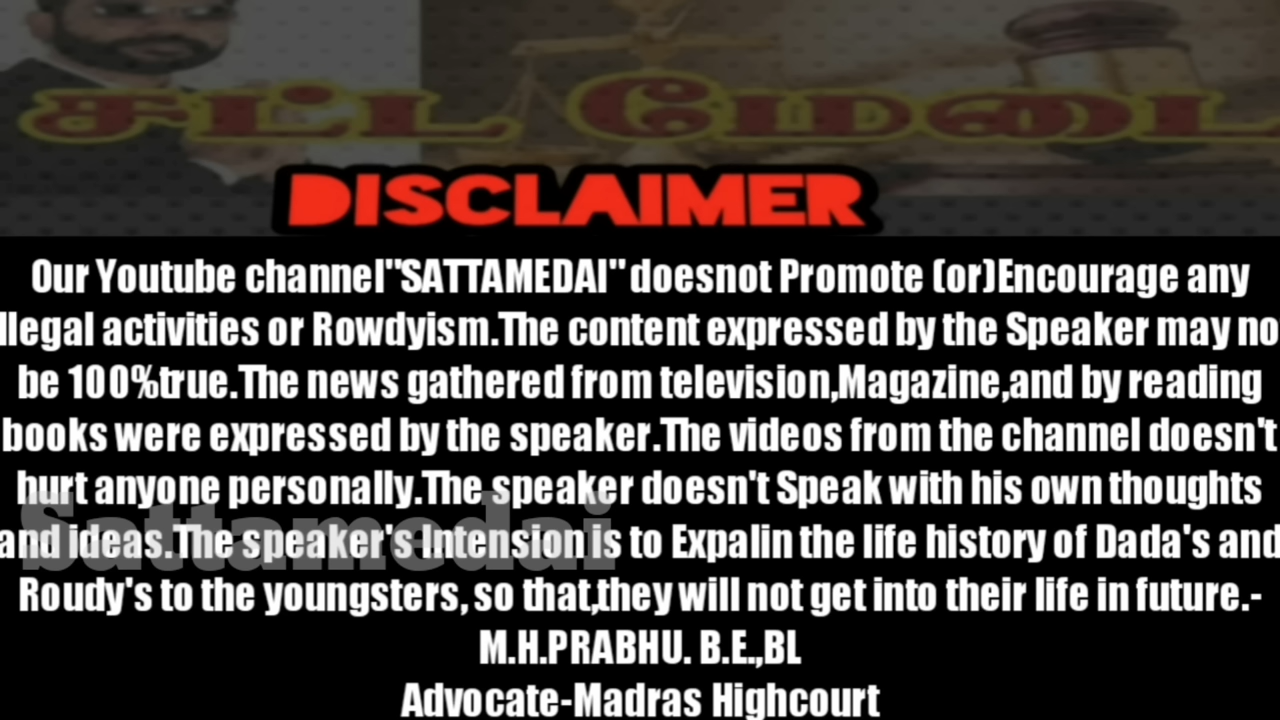 சட்ட மேடை
DISCLAIMER
Our Youtube channel"SATTAMEDAI"doesnot Promote (or)Encourage any
llegal activities or Rowdyism.The content expressed by the Speaker may no
be 100%true.The news gathered from television,Magazine,and by reading
books were expressed by the speaker.The videos from the channel doesn't
hurt anyone personally.The speaker doesn't Speak with his own thoughts
and ideas.The speaker's Intension is to Expalin the life history of Dada's and
Roudy's to the youngsters, so that,they will not get into their life in future.-
M.H.PRABHU. B.E.,BL
Advocate-Madras Highcourt
Sattamedai